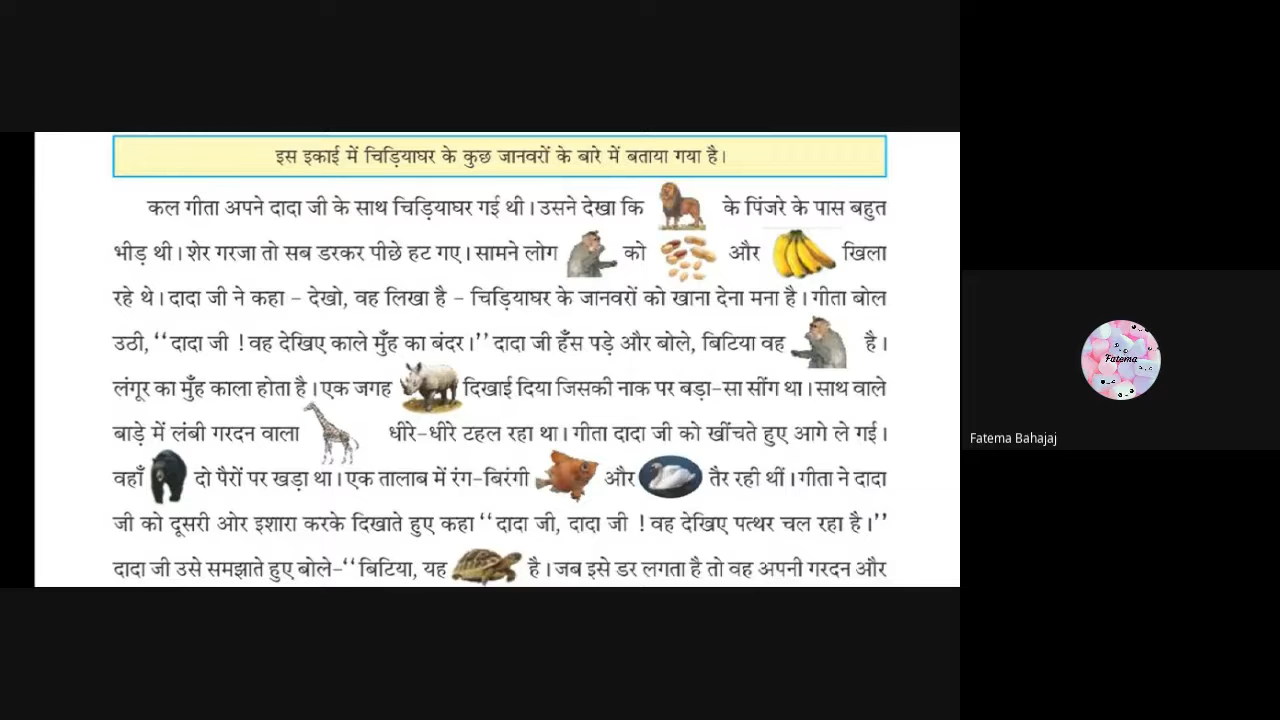 इस इकाई में चिड़ियाघर के कुछ जानवरों के बारे में बताया गया है।
कल गीता अपने दादा जी के साथ चिड़ियाघर गई थी। उसने देखा कि के पिंजरे के पास बहुत
भीड़ थी। शेर गरजा तो सब डरकर पीछे हट गए। सामने लोग को और खिला
रहे थे। दादा जी ने कहा – देखो, वह लिखा है – चिड़ियाघर के जानवरों को खाना देना मना है। गीता बोल
उठी, ‘‘दादा जी ! वह देखिए काले मुँह का बंदर।’’ दादा जी हँस पड़े और बोले, बिटिया वह है।
लंगूर का मुँह काला होता है। एक जगह दिखाई दिया जिसकी नाक पर बड़ा-सा सींग था। साथ वाले
बाड़े में लंबी गरदन वाला धीरे-धीरे टहल रहा था। गीता दादा जी को खींचते हुए आगे ले गई।
वहाँ दो पैरों पर खड़ा था। एक तालाब में रंग-बिरंगी और तैर रही थीं। गीता ने दादा
जी को दूसरी ओर इशारा करके दिखाते हुए कहा ‘‘दादा जी, दादा जी ! वह देखिए पत्थर चल रहा है।’’
दादा जी उसे समझाते हुए बोले-‘‘बिटिया, यह है। जब इसे डर लगता है तो वह अपनी गरदन और
Fatema
Fatema Bahajaj